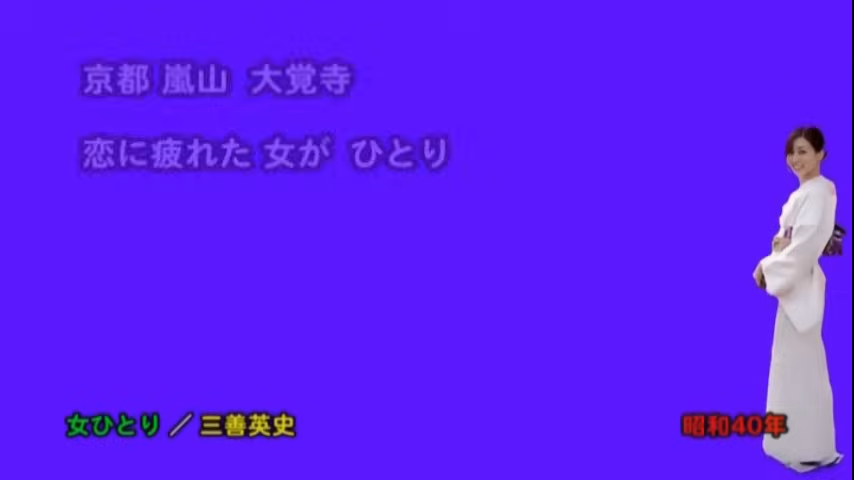 京都 嵐山 大覚寺
恋に疲れた 女が ひとり
女ひとり ／ 三善英史 昭和40年